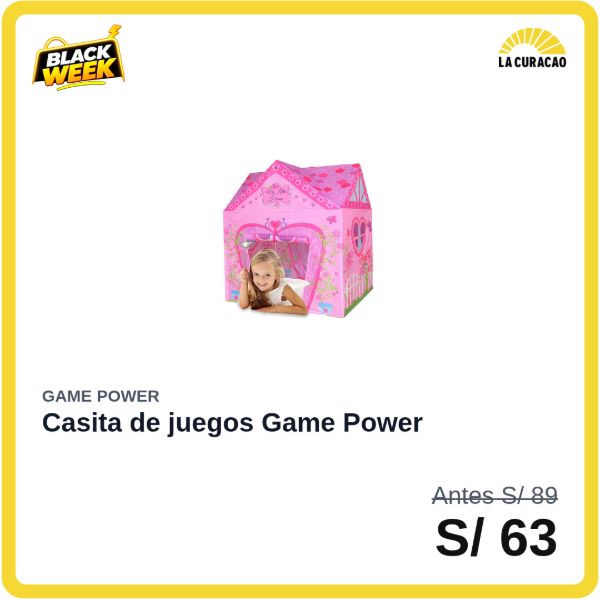 BLACK
WEEK
LA CURACAO
GAME POWER
Casita de juegos Game Power
Antes S/ 89
S/ 63